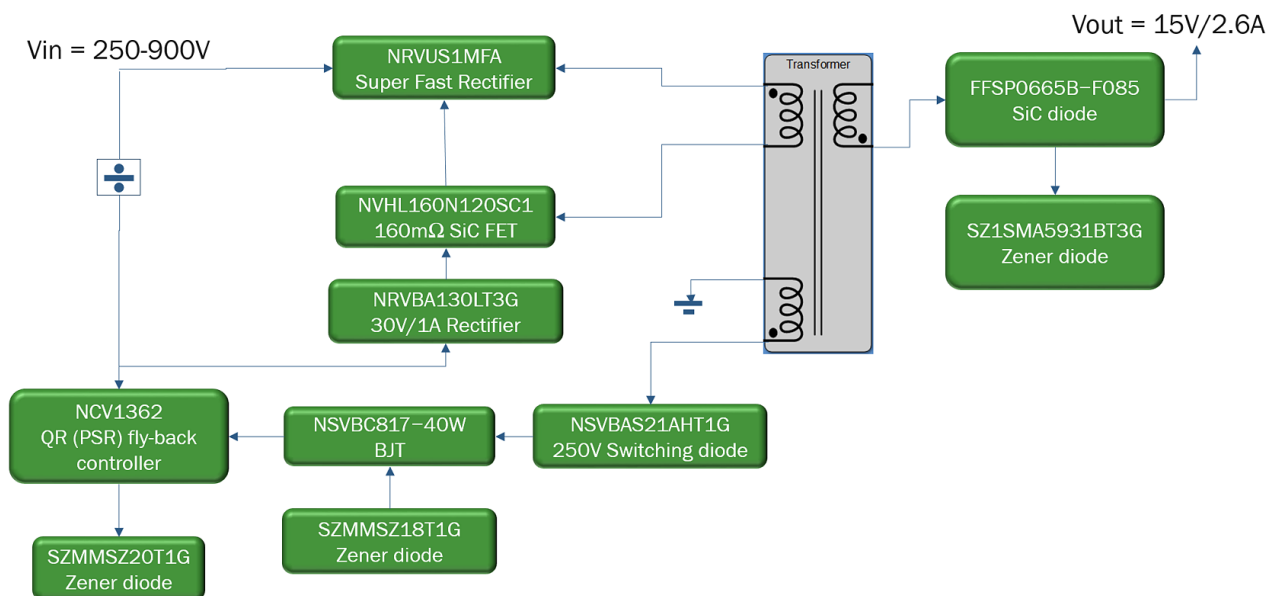 Vin = 250-900V
Vout = 15V/2.6A
NRVUS1MFA
Super Fast Rectifier
Transformer
FFSP0665B–F085
SiC diode
NVHL160N120SC1
160mΩ SiC FET
SZ1SMA5931BT3G
Zener diode
NRVBA130LT3G
30V/1A Rectifier
NCV1362
QR (PSR) fly-back
controller
NSVBC817–40W
BJT
NSVBAS21AHT1G
250V Switching diode
SZMMSZ18T1G
Zener diode
SZMMSZ20T1G
Zener diode